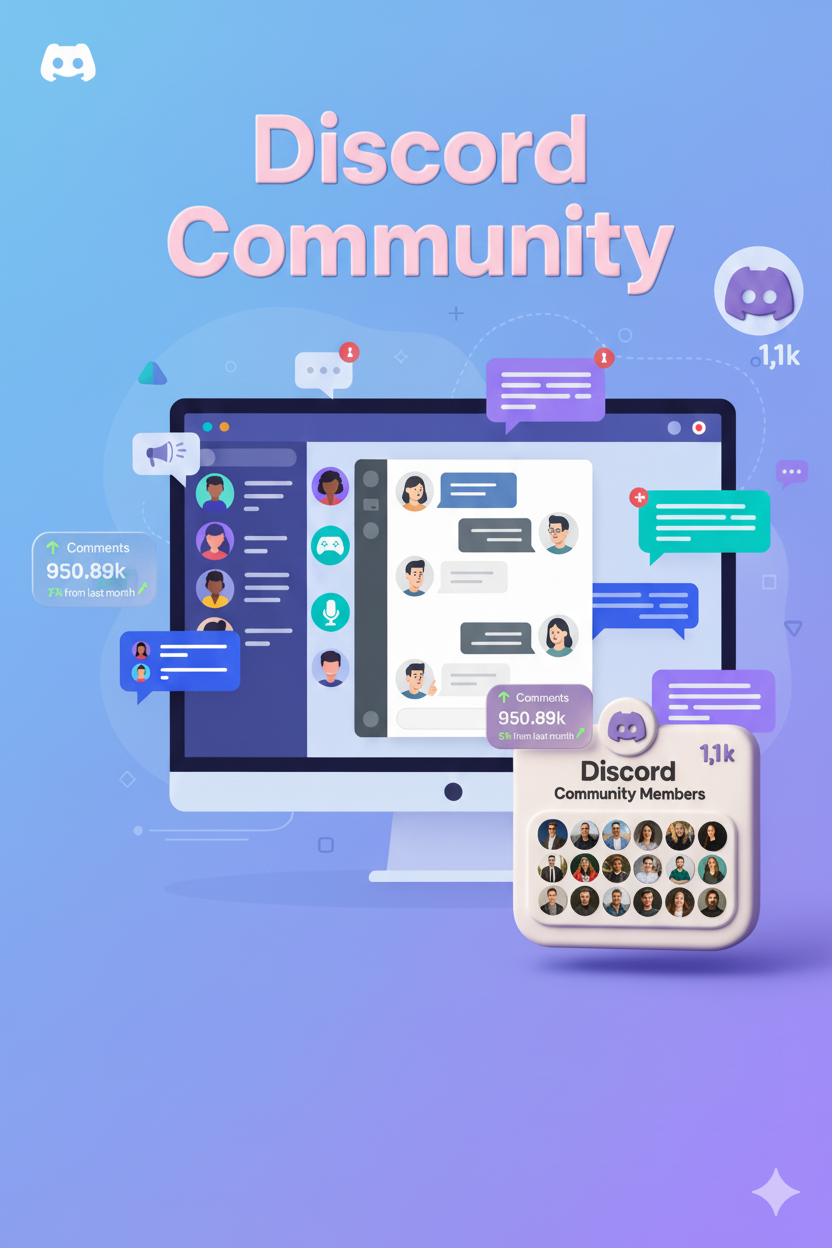 Discord
Community
1,1k
Comments
950.89k
from last month
Comments
950.89k
5% from last month
1,1k
Discord
Community Members